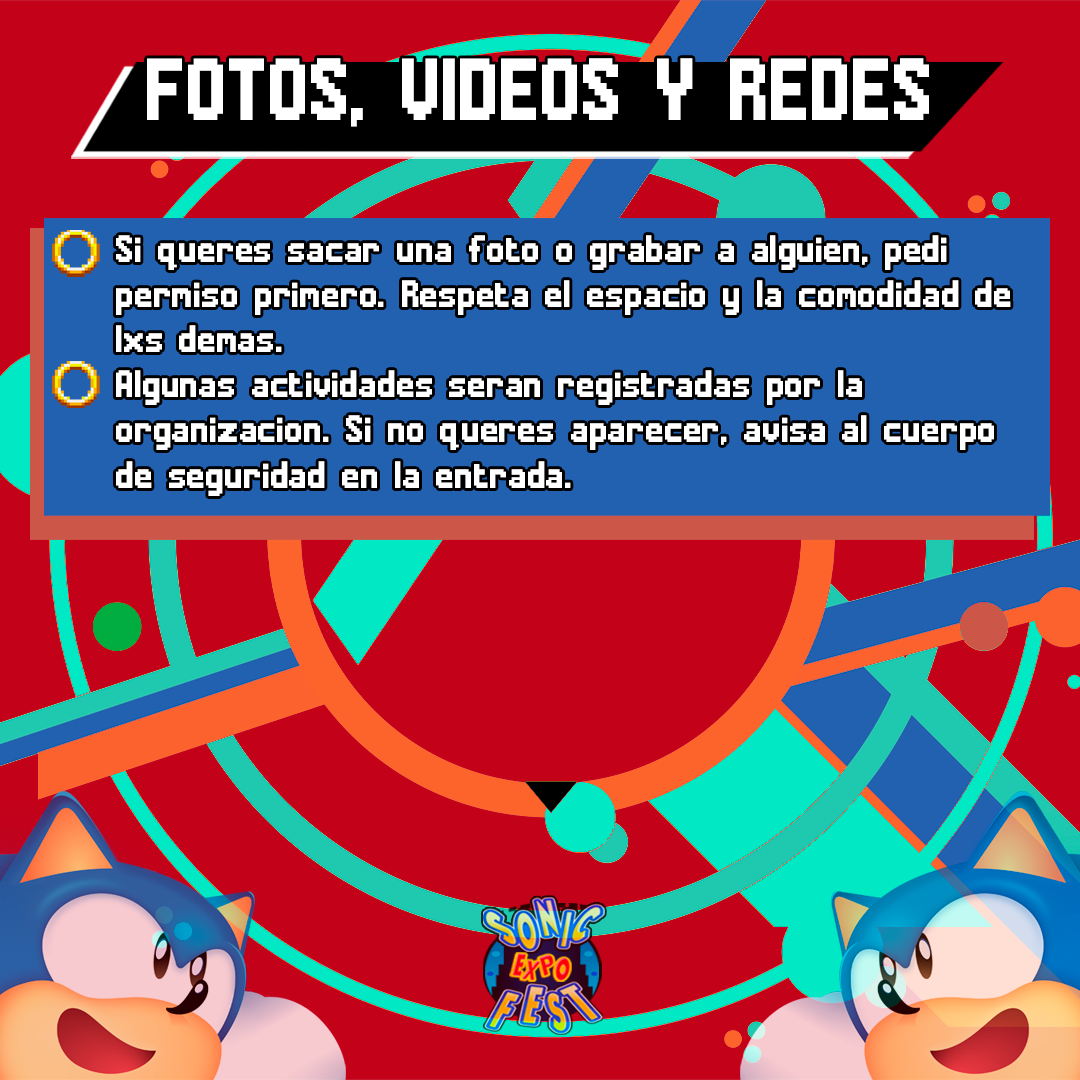 FOTOS, VIDEOS Y REDES
Si queres sacar una foto o grabar a alguien, pedi
permiso primero. Respeta el espacio y la comodidad de
lxs demas.
Algunas actividades seran registradas por la
organizacion. Si no queres aparecer, avisa al cuerpo
de seguridad en la entrada.
SONIC
EXPO
FEST